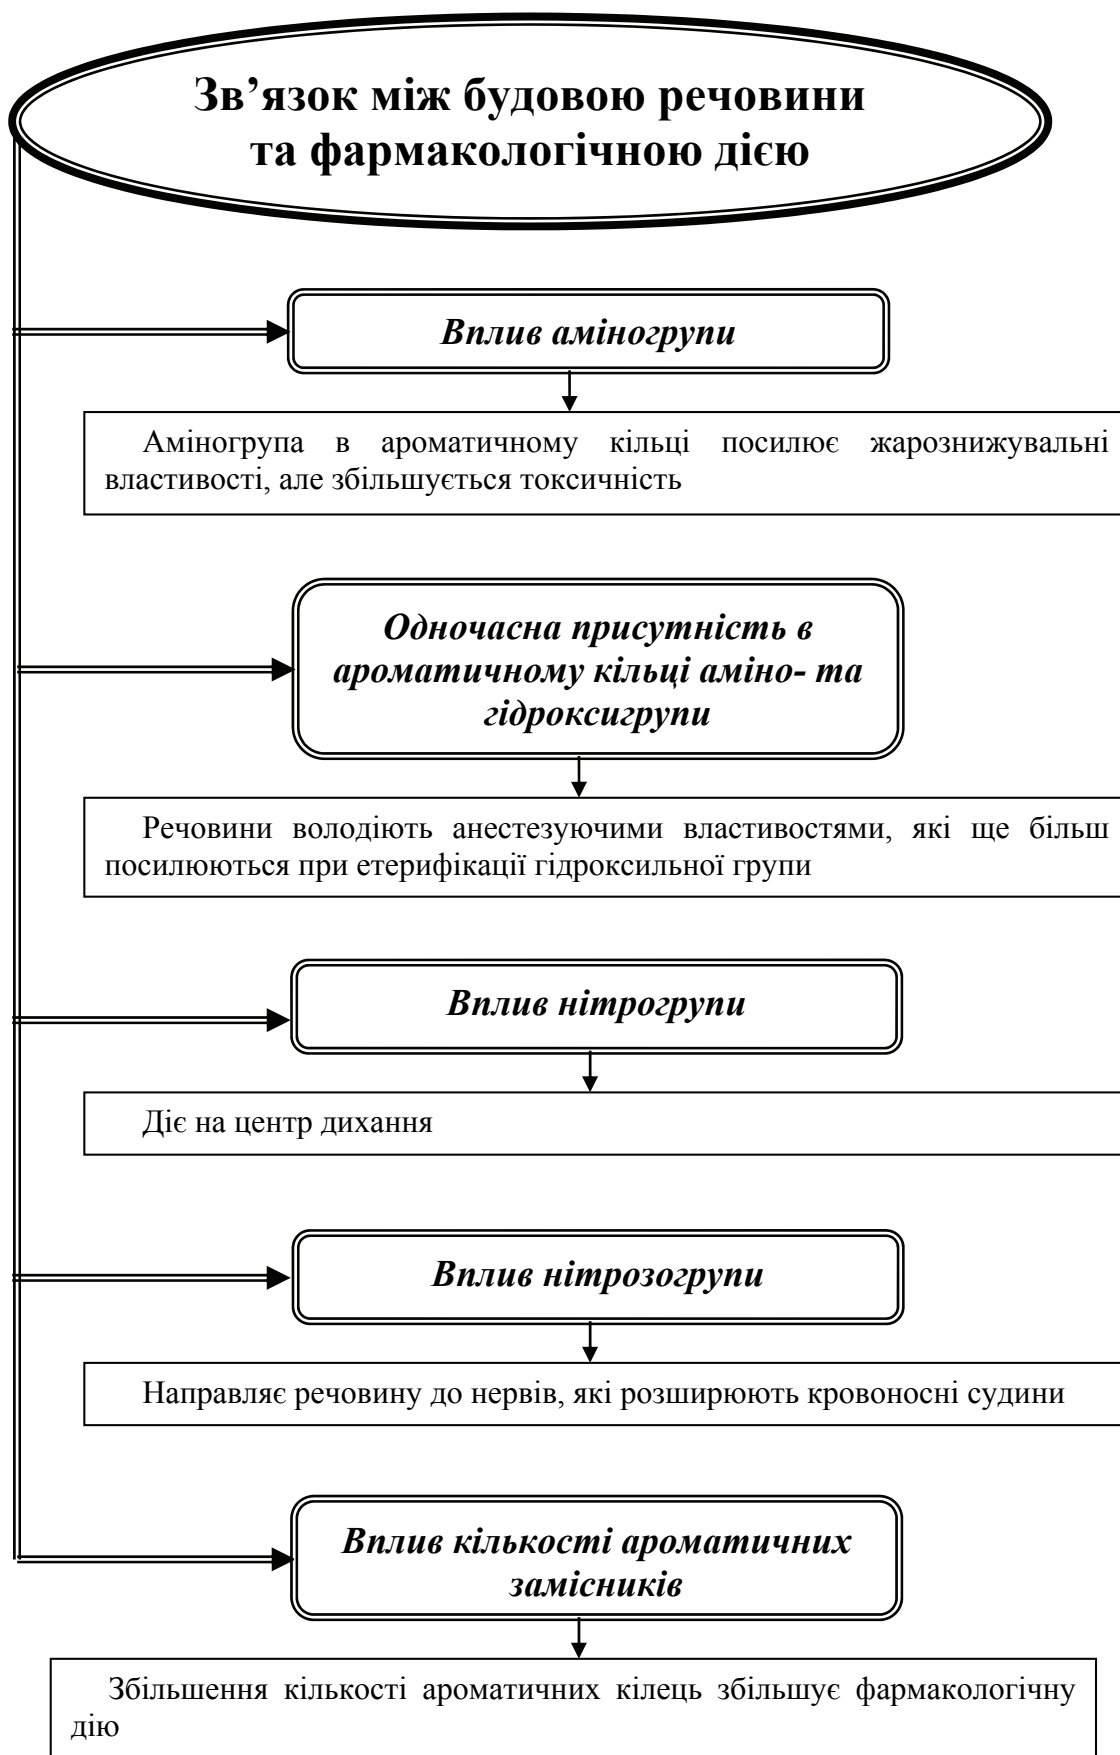 Зв’язок між будовою речовини
та фармакологічною дією
Вплив аміногрупи
Аміногрупа в ароматичному кільці посилює жарознижувальні
властивості, але збільшується токсичність
Одночасна присутність в
ароматичному кільці аміно- та
гідроксигрупи
Речовини володіють анестезуючими властивостями, які ще більш
посилюються при етерифікації гідроксильної групи
Вплив нітрогрупи
Діє на центр дихання
Вплив нітрозогрупи
Направляє речовину до нервів, які розширюють кровоносні судини
Вплив кількості ароматичних
замісників
Збільшення кількості ароматичних кілець збільшує фармакологічну
дію